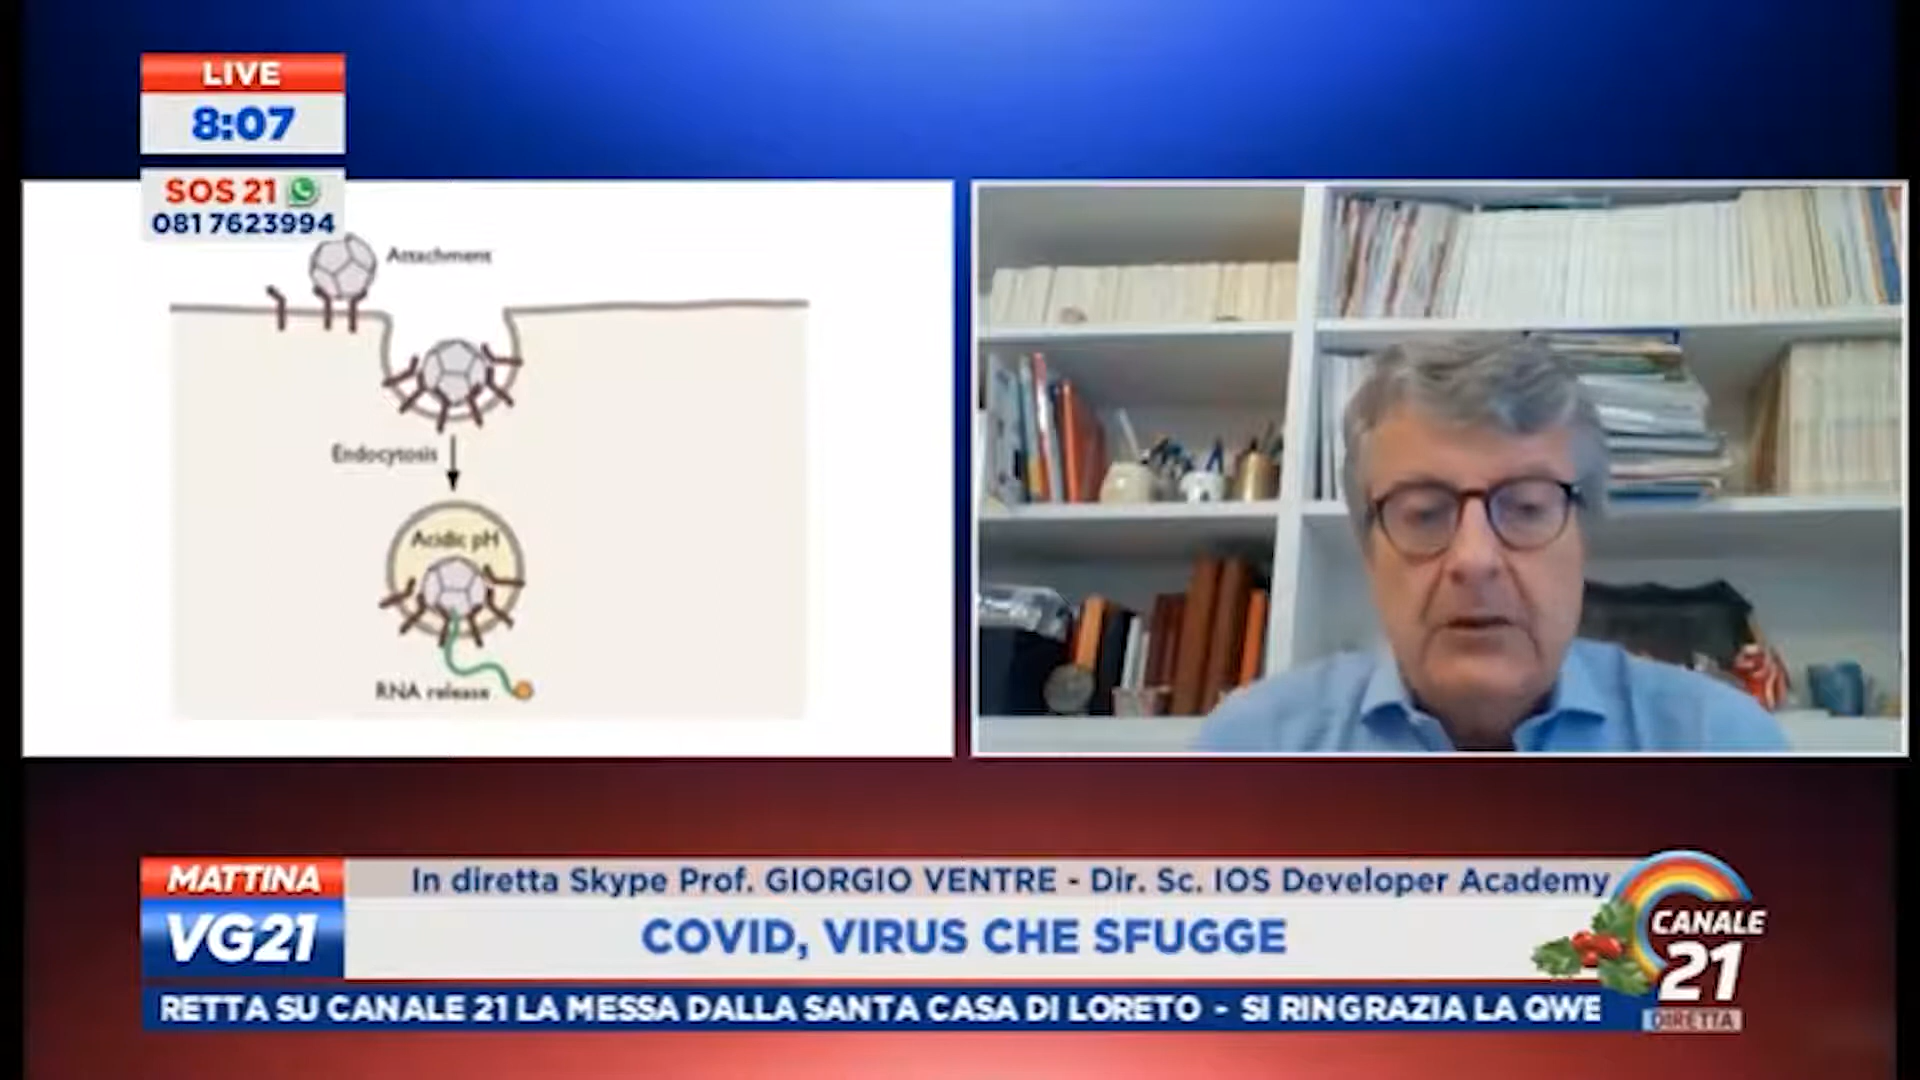 LIVE
8:07
SOS 21
081 7623994
Attachment
Endocytosis
Acidic pH
RNA release
MATTINA
VG21
In diretta Skype Prof. GIORGIO VENTRE - Dir. Sc. IOS Developer Academy
COVID, VIRUS CHE SFUGGE
CANALE
21
DIRETTA
RETTA SU CANALE 21 LA MESSA DALLA SANTA CASA DI LORETO - SI RINGRAZIA LA QWE